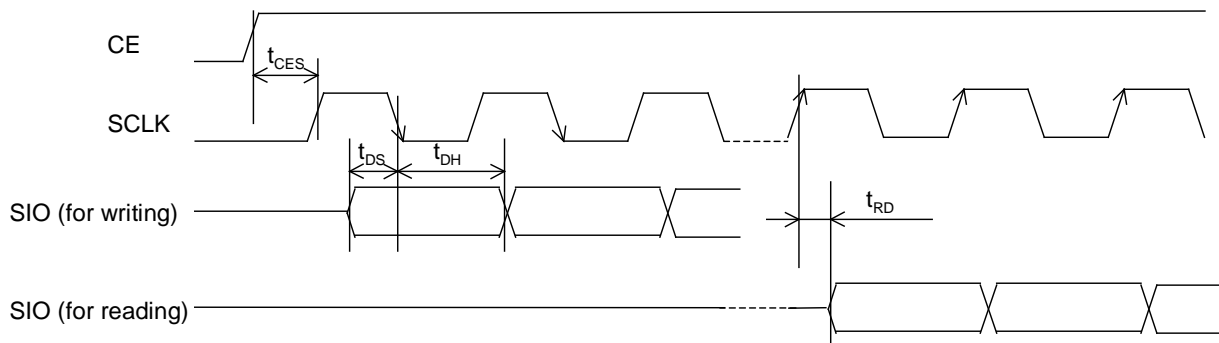 CE
tCES
SCLK
tDS
tDH
SIO (for writing)
tRD
SIO (for reading)